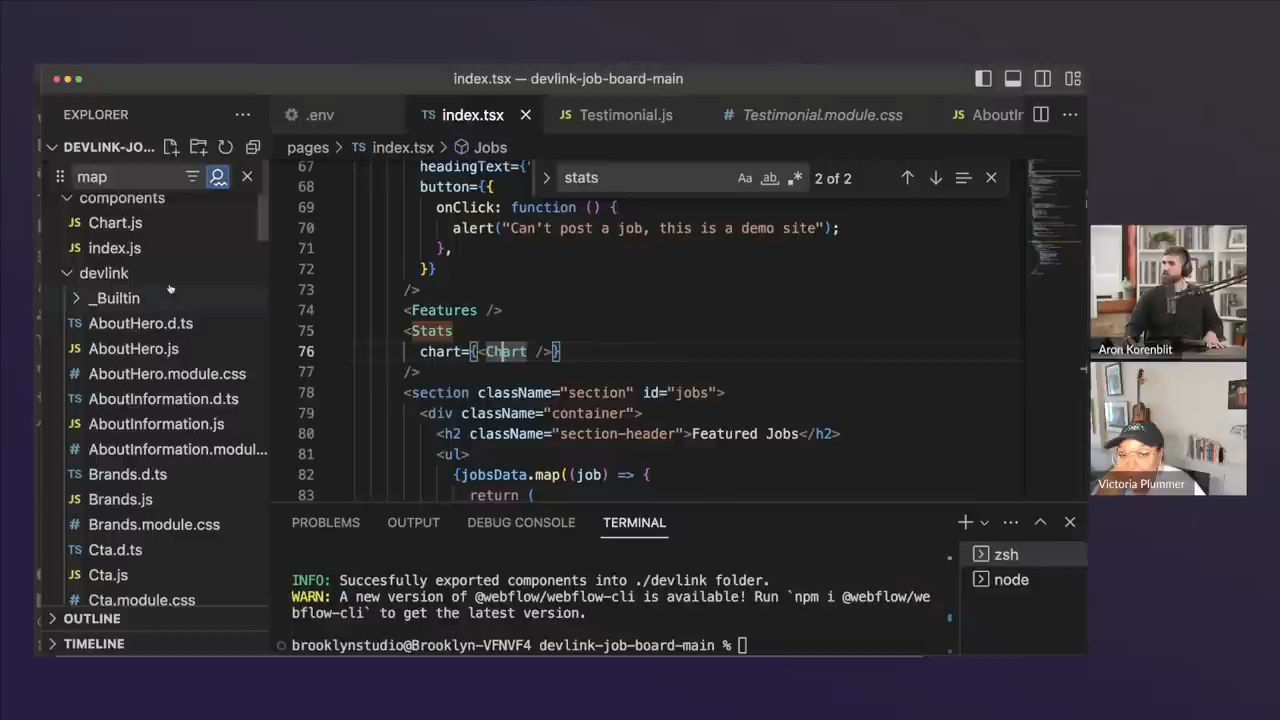 index.tsx — devlink-job-board-main
EXPLORER
.env
TS index.tsx
JS Testimonial.js
# Testimonial.module.css
JS AboutIr
DEVLINK-JO...
pages > TS index.tsx > Jobs
map
stats
Aa ab .*
2 of 2
components
JS Chart.js
JS index.js
devlink
_Builtin
TS AboutHero.d.ts
JS AboutHero.js
# AboutHero.module.css
TS AboutInformation.d.ts
JS AboutInformation.js
# AboutInformation.modul...
TS Brands.d.ts
JS Brands.js
# Brands.module.css
TS Cta.d.ts
JS Cta.js
# Cta.module.css
OUTLINE
TIMELINE
67 headingText={'
68 button={{
69 onClick: function () {
70 alert("Can’t post a job, this is a demo site");
71 },
72 }}
73 />
74 <Features />
75 <Stats
76 chart={<Chart />}
77 />
78 <section className="section" id="jobs">
79 <div className="container">
80 <h2 className="section-header">Featured Jobs</h2>
81 <ul>
82 {jobsData.map((job) => {
83 return (
PROBLEMS OUTPUT DEBUG CONSOLE TERMINAL
INFO: Succesfully exported components into ./devlink folder.
WARN: A new version of @webflow/webflow-cli is available! Run `npm i @webflow/we
bflow-cli` to get the latest version.
brooklynstudio@Brooklyn-VFNVF4 devlink-job-board-main %
zsh
node
Aron Korenblit
Victoria Plummer